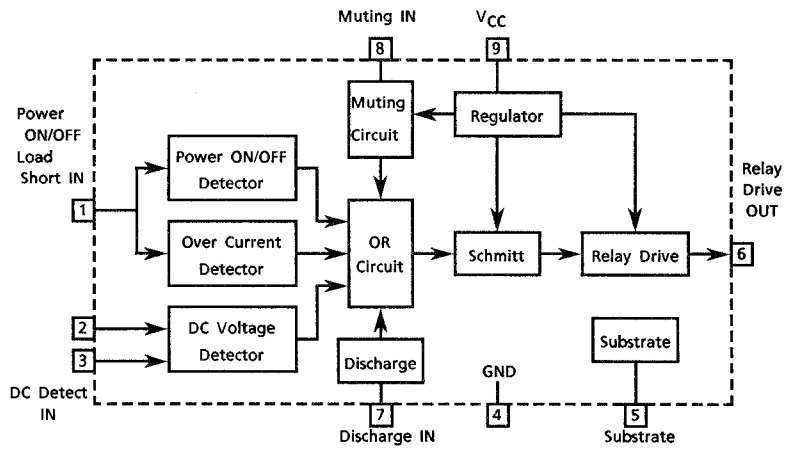 Muting IN
VCC
8
9
Power
ON/OFF
Load
Short IN
Muting
Circuit
Regulator
Power ON/OFF
Detector
Relay
Drive
OUT
1
Over Current
Detector
OR
Circuit
Schmitt
Relay Drive
6
2
3
DC Voltage
Detector
Discharge
Substrate
DC Detect
IN
GND
7
4
5
Discharge IN
Substrate